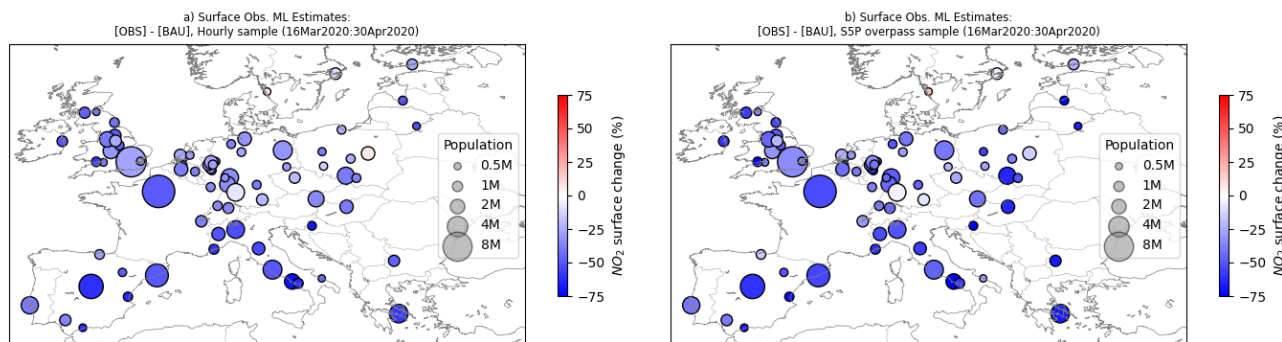 a) Surface Obs. ML Estimates:
[OBS] - [BAU], Hourly sample (16Mar2020:30Apr2020)
Population
0.5M
1M
2M
4M
8M
75
50
25
0
−25
−50
−75
NO2 surface change (%)
b) Surface Obs. ML Estimates:
[OBS] - [BAU], S5P overpass sample (16Mar2020:30Apr2020)
Population
0.5M
1M
2M
4M
8M
75
50
25
0
−25
−50
−75
NO2 surface change (%)